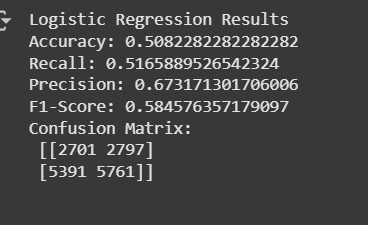 Logistic Regression Results
Accuracy: 0.5082282282282282
Recall: 0.5165889526542324
Precision: 0.673171301706006
F1-Score: 0.584576357179097
Confusion Matrix:
[[2701 2797]
[5391 5761]]